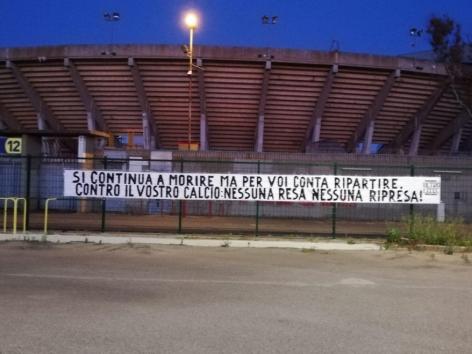 12
SI CONTINUA A MORIRE MA PER VOI CONTA RIPARTIRE.
CONTRO IL VOSTRO CALCIO: NESSUNA RESA NESSUNA RIPRESA!